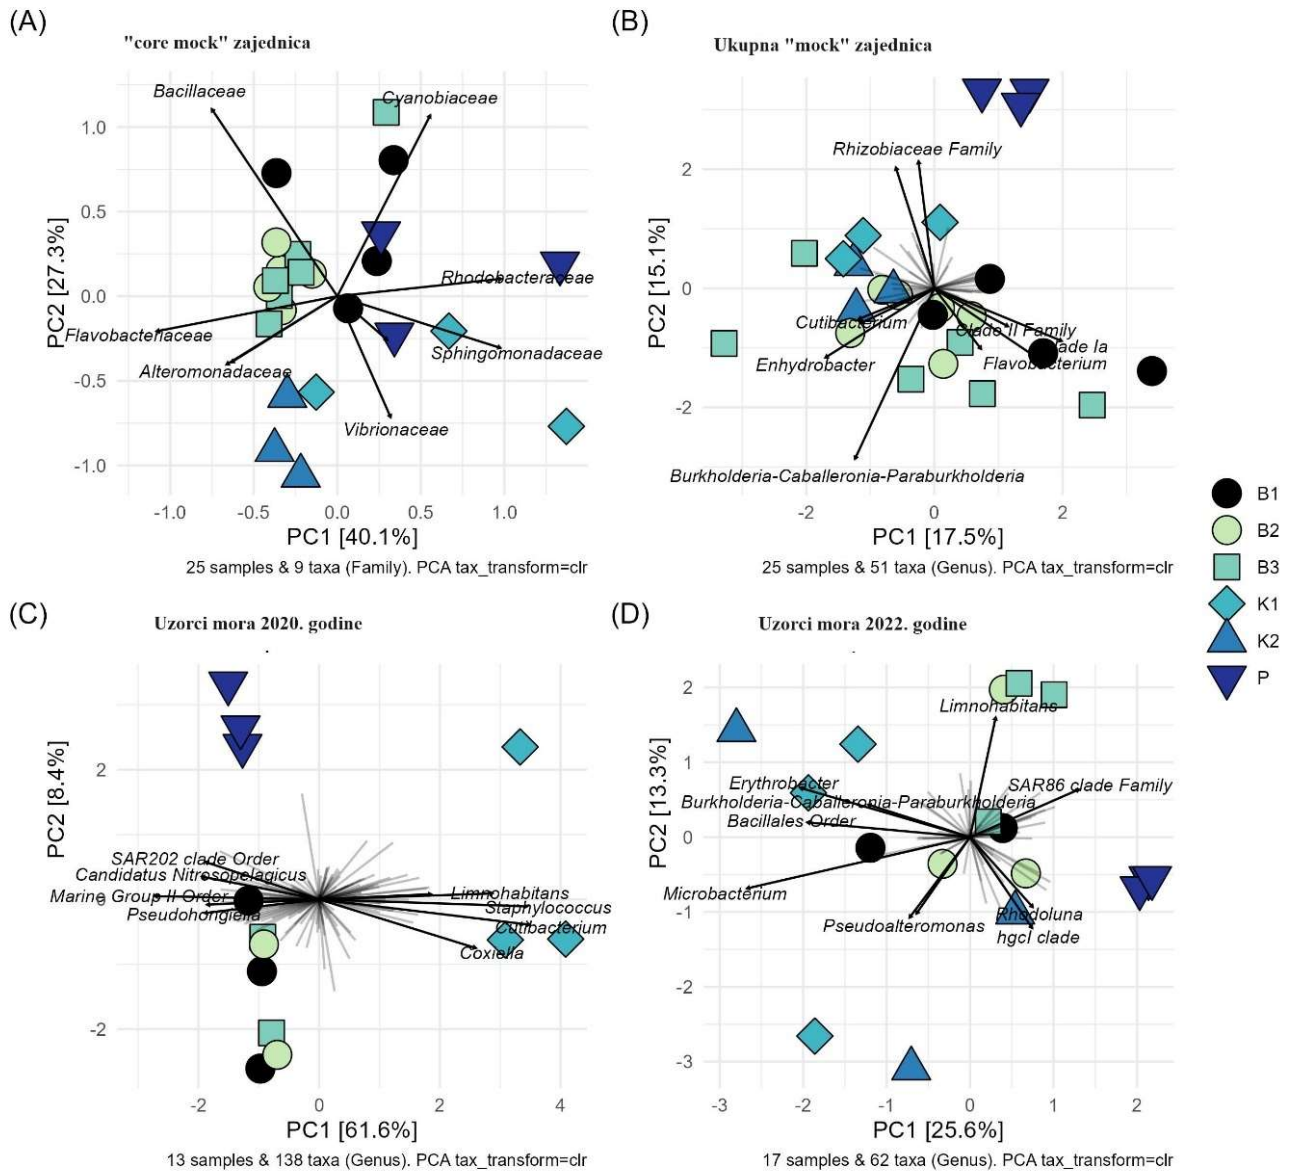 (A)
"core mock" zajednica
Bacillaceae
Cyanobiaceae
Rhodobacteraceae
Flavobacteriaceae
Alteromonadaceae
Sphingomonadaceae
Vibrionaceae
1.0
0.5
0.0
-0.5
-1.0
PC2 [27.3%]
-1.0
-0.5
0.0
0.5
1.0
PC1 [40.1%]
25 samples & 9 taxa (Family). PCA tax_transform=clr
(B)
Ukupna "mock" zajednica
Rhizobiaceae Family
Cutibacterium
Enhydrobacter
Clade II Family
Clade Ia
Flavobacterium
Burkholderia-Caballeronia-Paraburkholderia
2
0
-2
PC2 [15.1%]
-2
0
2
PC1 [17.5%]
25 samples & 51 taxa (Genus). PCA tax_transform=clr
B1
B2
B3
K1
K2
P
(C)
Uzorci mora 2020. godine
SAR202 clade Order
Candidatus Nitrosopelagicus
Marine Group II Order
Pseudohongiella
Limnohabitans
Staphylococcus
Cutibacterium
Coxiella
2
0
-2
PC2 [8.4%]
-2
0
2
4
PC1 [61.6%]
13 samples & 138 taxa (Genus). PCA tax_transform=clr
(D)
Uzorci mora 2022. godine
Limnohabitans
Erythrobacter
SAR86 clade Family
Burkholderia-Caballeronia-Paraburkholderia
Bacillales Order
Microbacterium
Pseudoalteromonas
Rhodoluna
hgcI clade
2
1
0
-1
-2
-3
PC2 [13.3%]
-3
-2
-1
0
1
2
PC1 [25.6%]
17 samples & 62 taxa (Genus). PCA tax_transform=clr